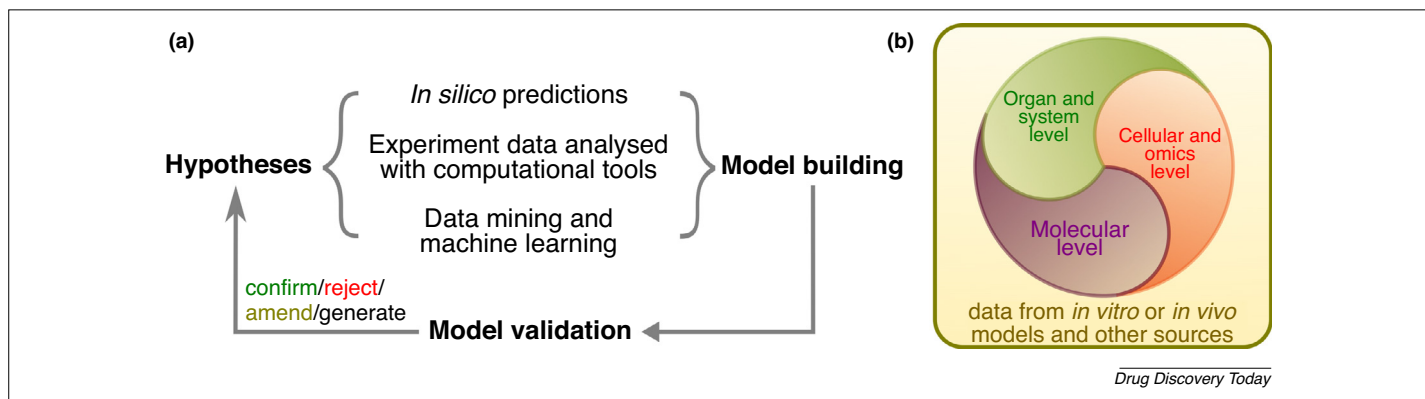 (a)
In silico predictions
Experiment data analysed
with computational tools
Data mining and
machine learning
Hypotheses
Model building
confirm/reject/
amend/generate
Model validation
(b)
Organ and
system
level
Cellular and
omics
level
Molecular
level
data from in vitro or in vivo
models and other sources
Drug Discovery Today